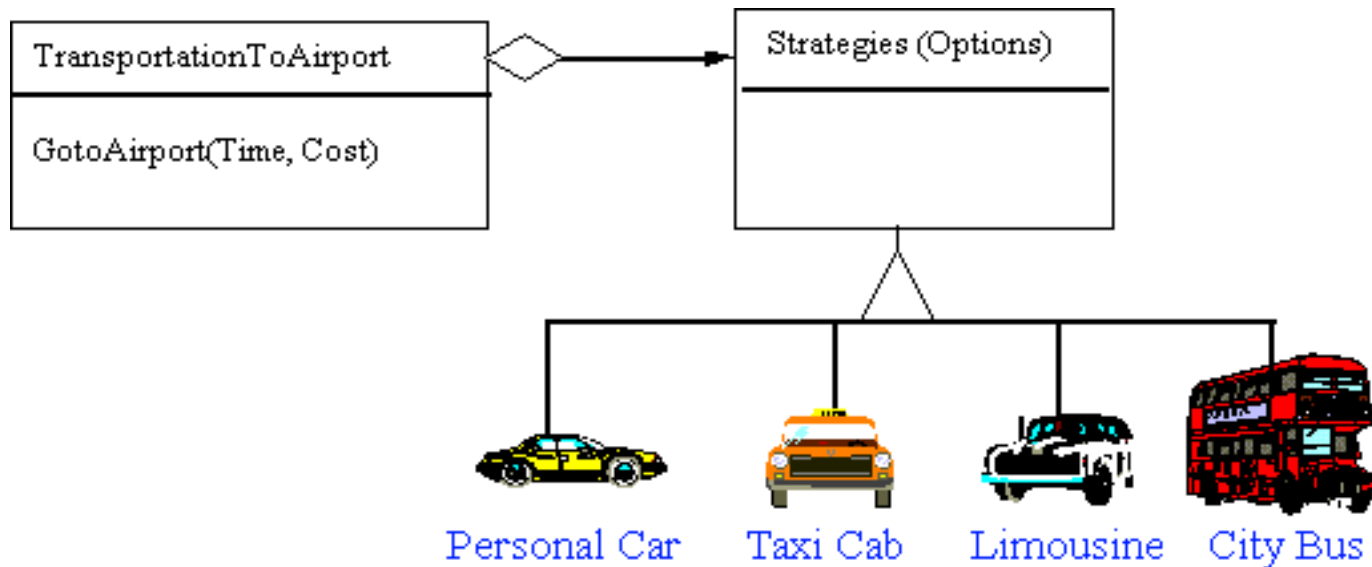 TransportationToAirport
GotoAirport(Time, Cost)
Strategies (Options)
Personal Car
Taxi Cab
Limousine
City Bus